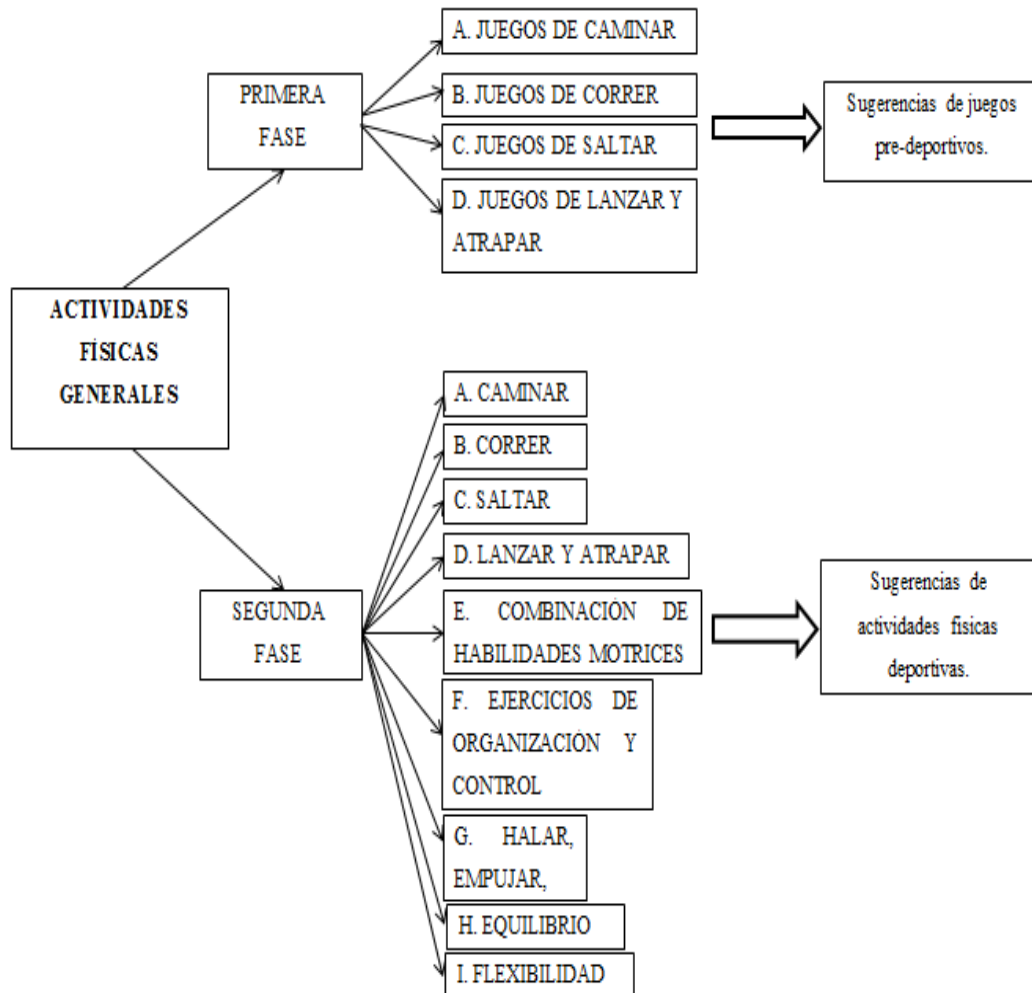 ACTIVIDADES
FÍSICAS
GENERALES
PRIMERA
FASE
A. JUEGOS DE CAMINAR
B. JUEGOS DE CORRER
C. JUEGOS DE SALTAR
D. JUEGOS DE LANZAR Y
ATRAPAR
Sugerencias de juegos
pre-deportivos.
SEGUNDA
FASE
A. CAMINAR
B. CORRER
C. SALTAR
D. LANZAR Y ATRAPAR
E. COMBINACIÓN DE
HABILIDADES MOTRICES
F. EJERCICIOS DE
ORGANIZACIÓN Y
CONTROL
G. HALAR,
EMPUJAR,
H. EQUILIBRIO
I. FLEXIBILIDAD
Sugerencias de
actividades físicas
deportivas.